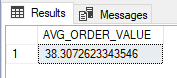 Results Messages
AVG_ORDER_VALUE
1 38.3072623343546